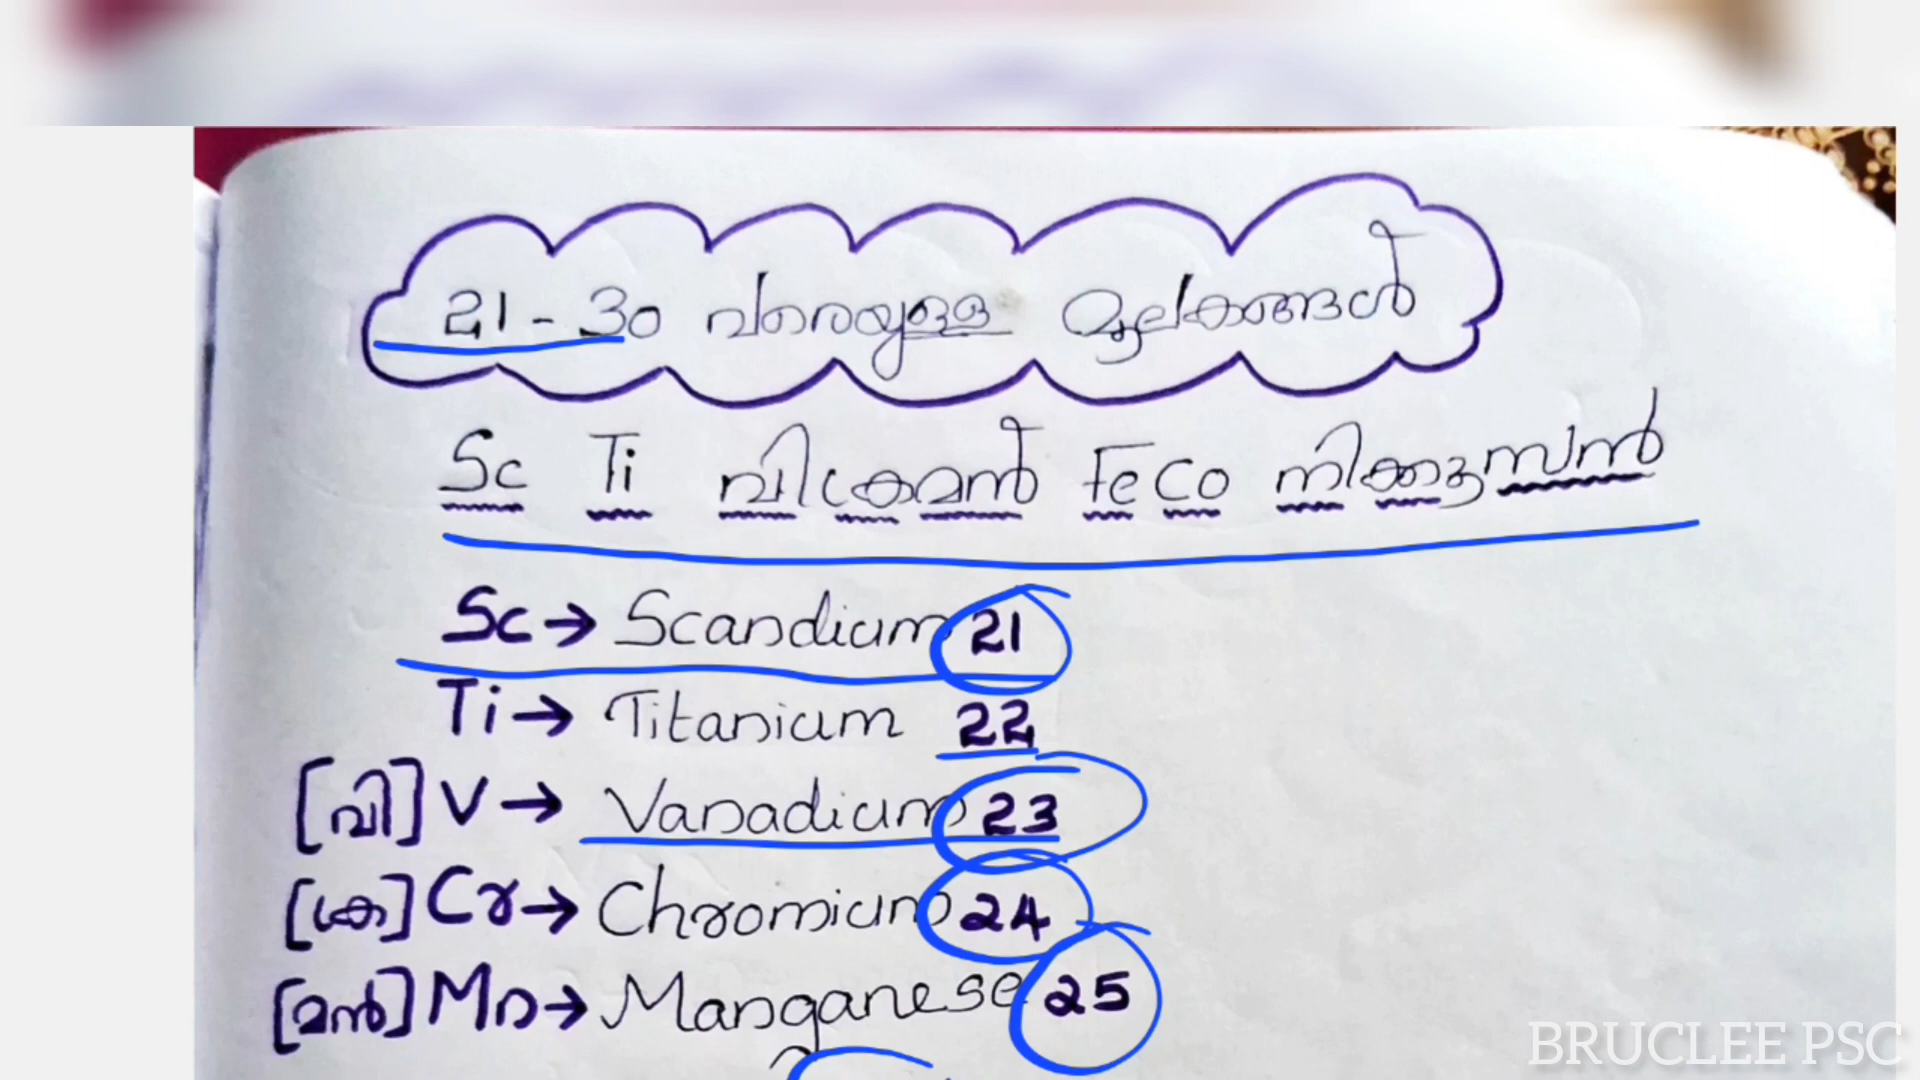 21-30 വരെയുള്ള മൂലകങ്ങൾ
Sc Ti വിക്രമൻ FeCo നിക്കുസൻ
Sc→ Scandium 21
Ti→ Titanium 22
[വി] V→ Vanadium 23
[ക്ര] Cr→ Chromium 24
[മൻ] Mn→ Manganese 25
BRUCLEE PSC